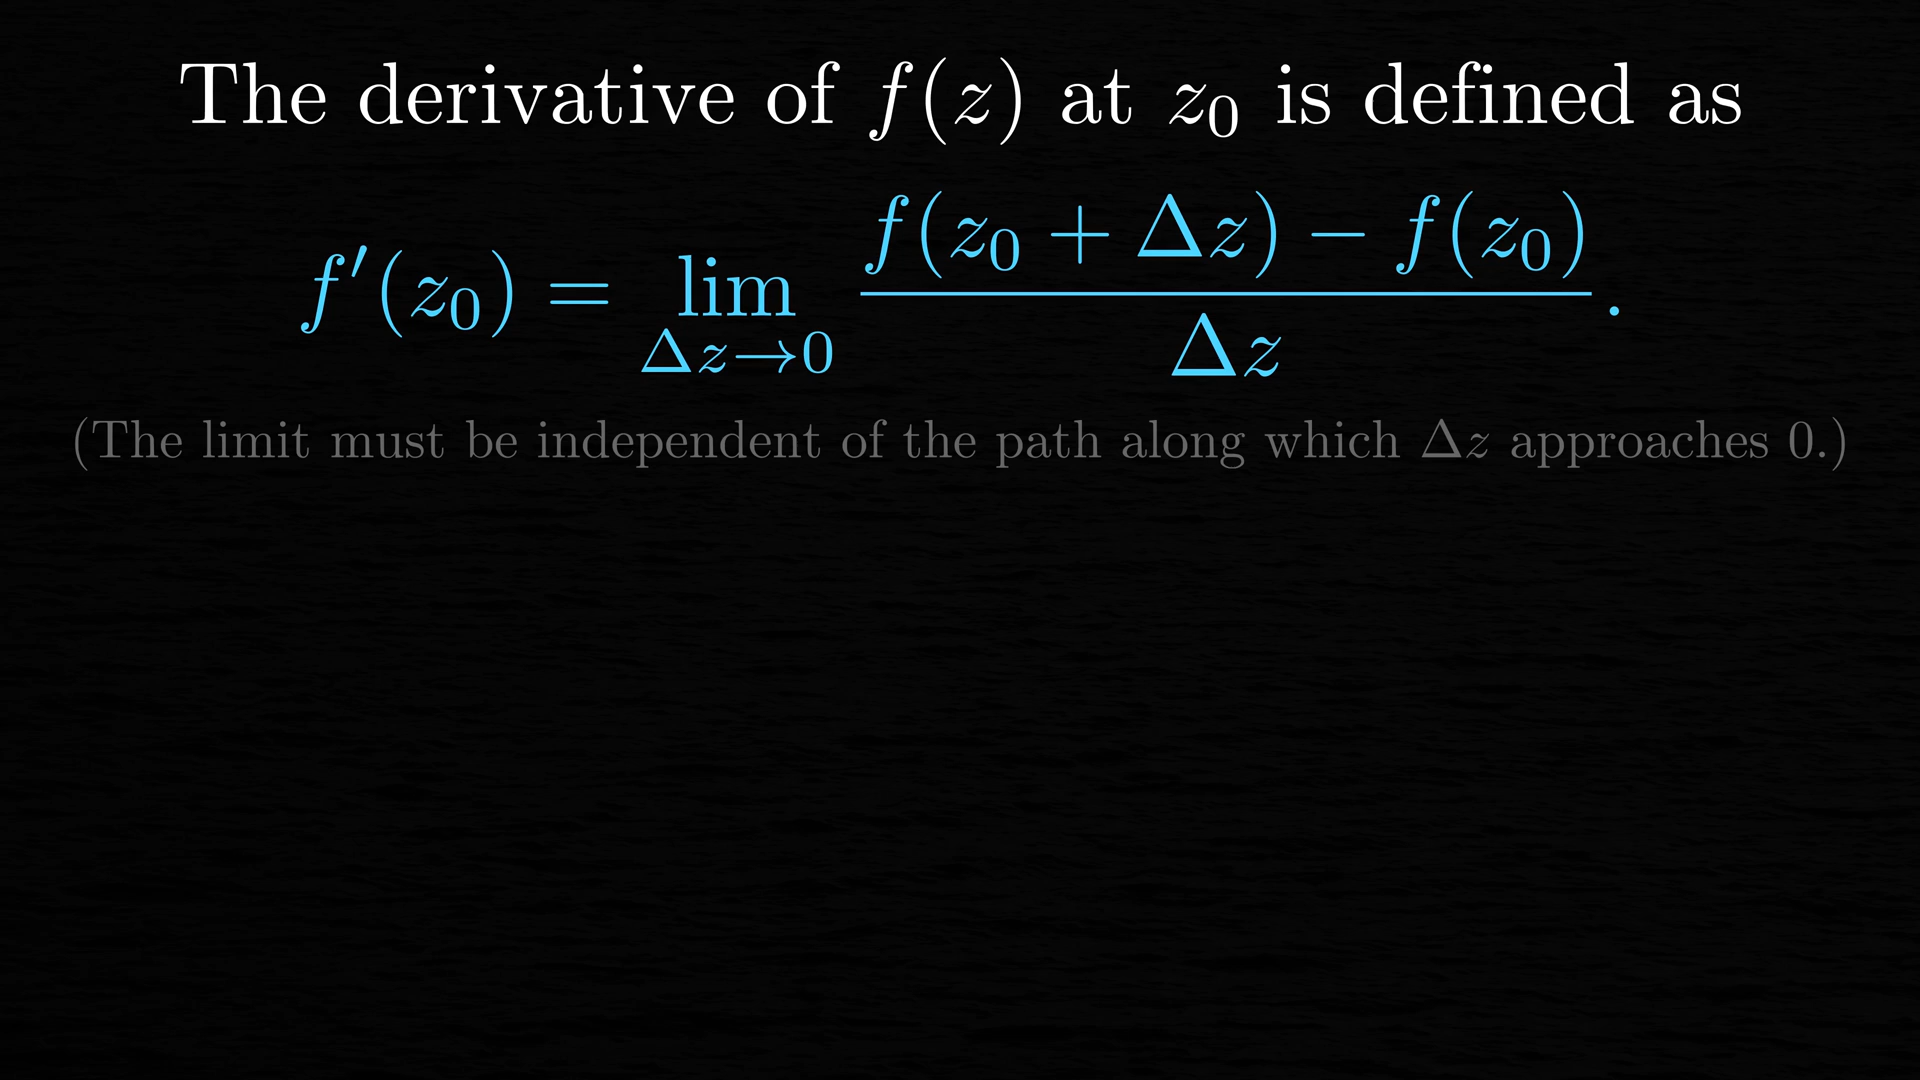 The derivative of f(z) at z₀ is defined as
f′(z₀) = lim_{Δz→0} \frac{f(z₀ + Δz) − f(z₀)}{Δz}.
(The limit must be independent of the path along which Δz approaches 0.)